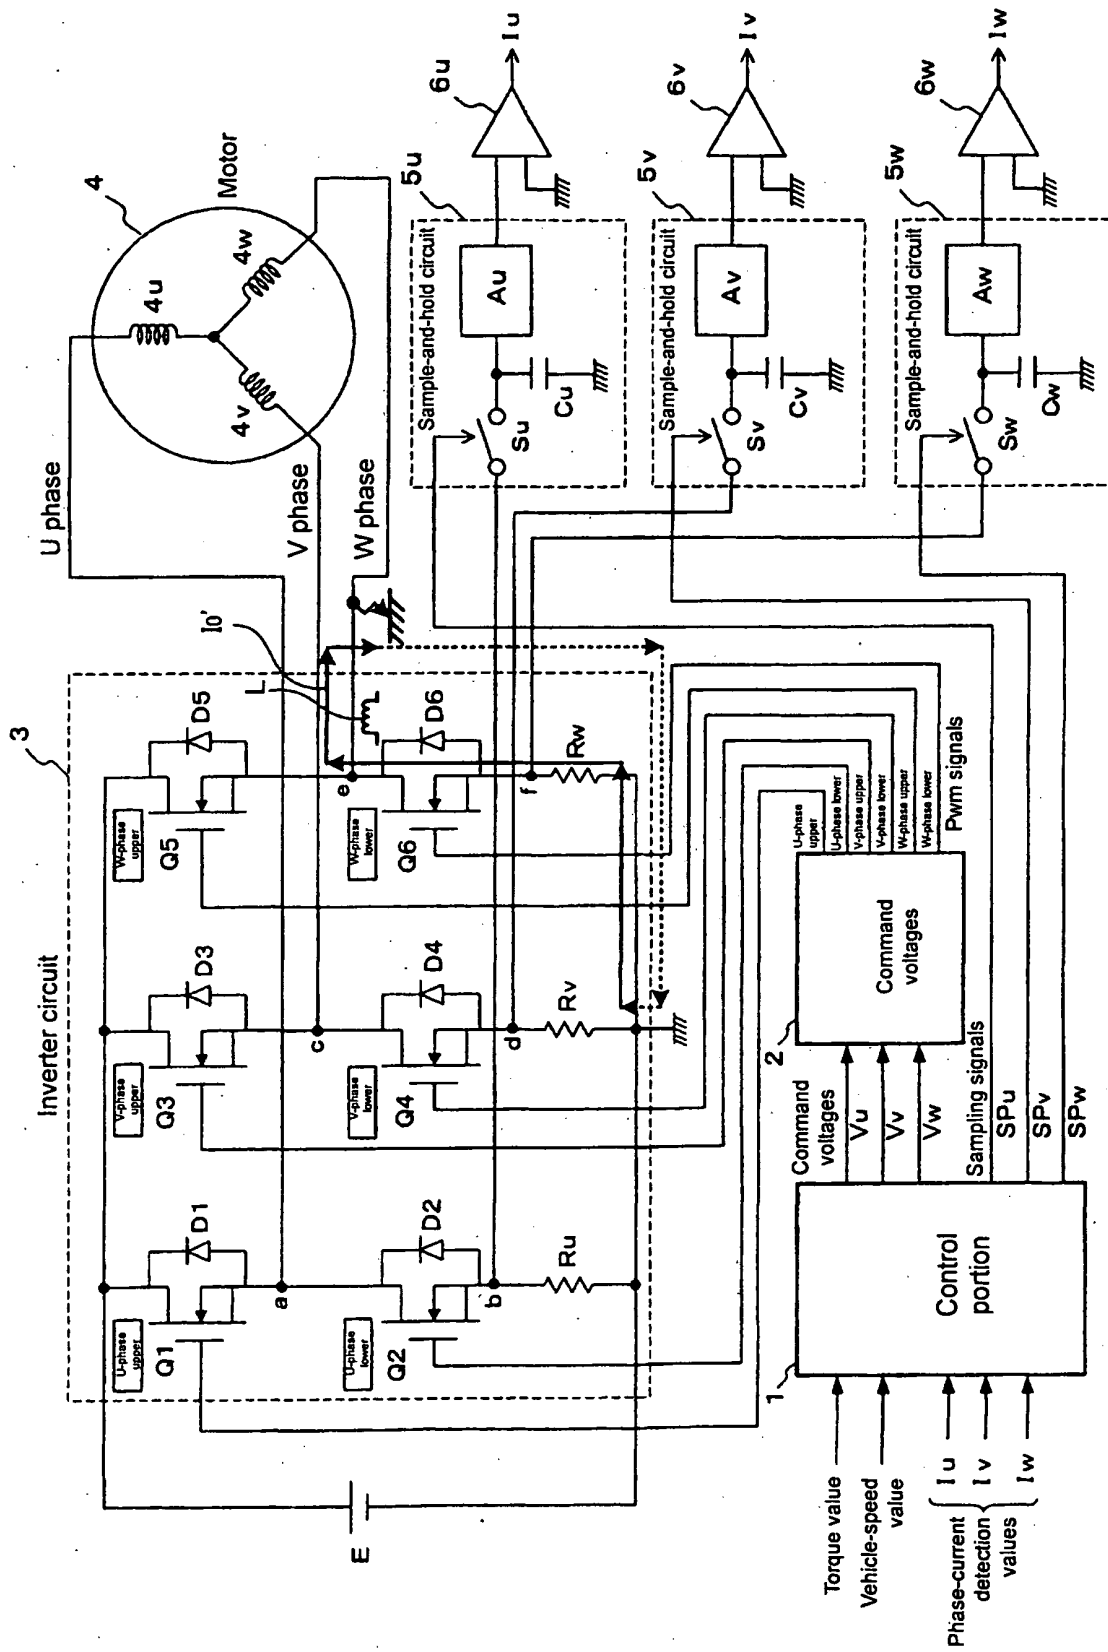 Inverter circuit
3
U-phase upper
Q1
D1
a
U-phase lower
Q2
D2
b
Ru
V-phase upper
Q3
D3
c
V-phase lower
Q4
D4
d
Rv
W-phase upper
Q5
D5
e
W-phase lower
Q6
D6
f
Rw
L
I0'
E
U phase
V phase
W phase
4
Motor
4u
4v
4w
5u
Sample-and-hold circuit
Su
Cu
Au
6u
Iu
5v
Sample-and-hold circuit
Sv
Cv
Av
6v
Iv
5w
Sample-and-hold circuit
Sw
Cw
Aw
6w
Iw
Torque value
Vehicle-speed
value
Phase-current
detection
values
Iu
Iv
Iw
1
Control
portion
Command
voltages
Vu
Vv
Vw
Sampling signals
SPu
SPv
SPw
2
Command
voltages
U-phase
upper
U-phase lower
V-phase upper
V-phase lower
W-phase upper
W-phase lower
Pwm signals